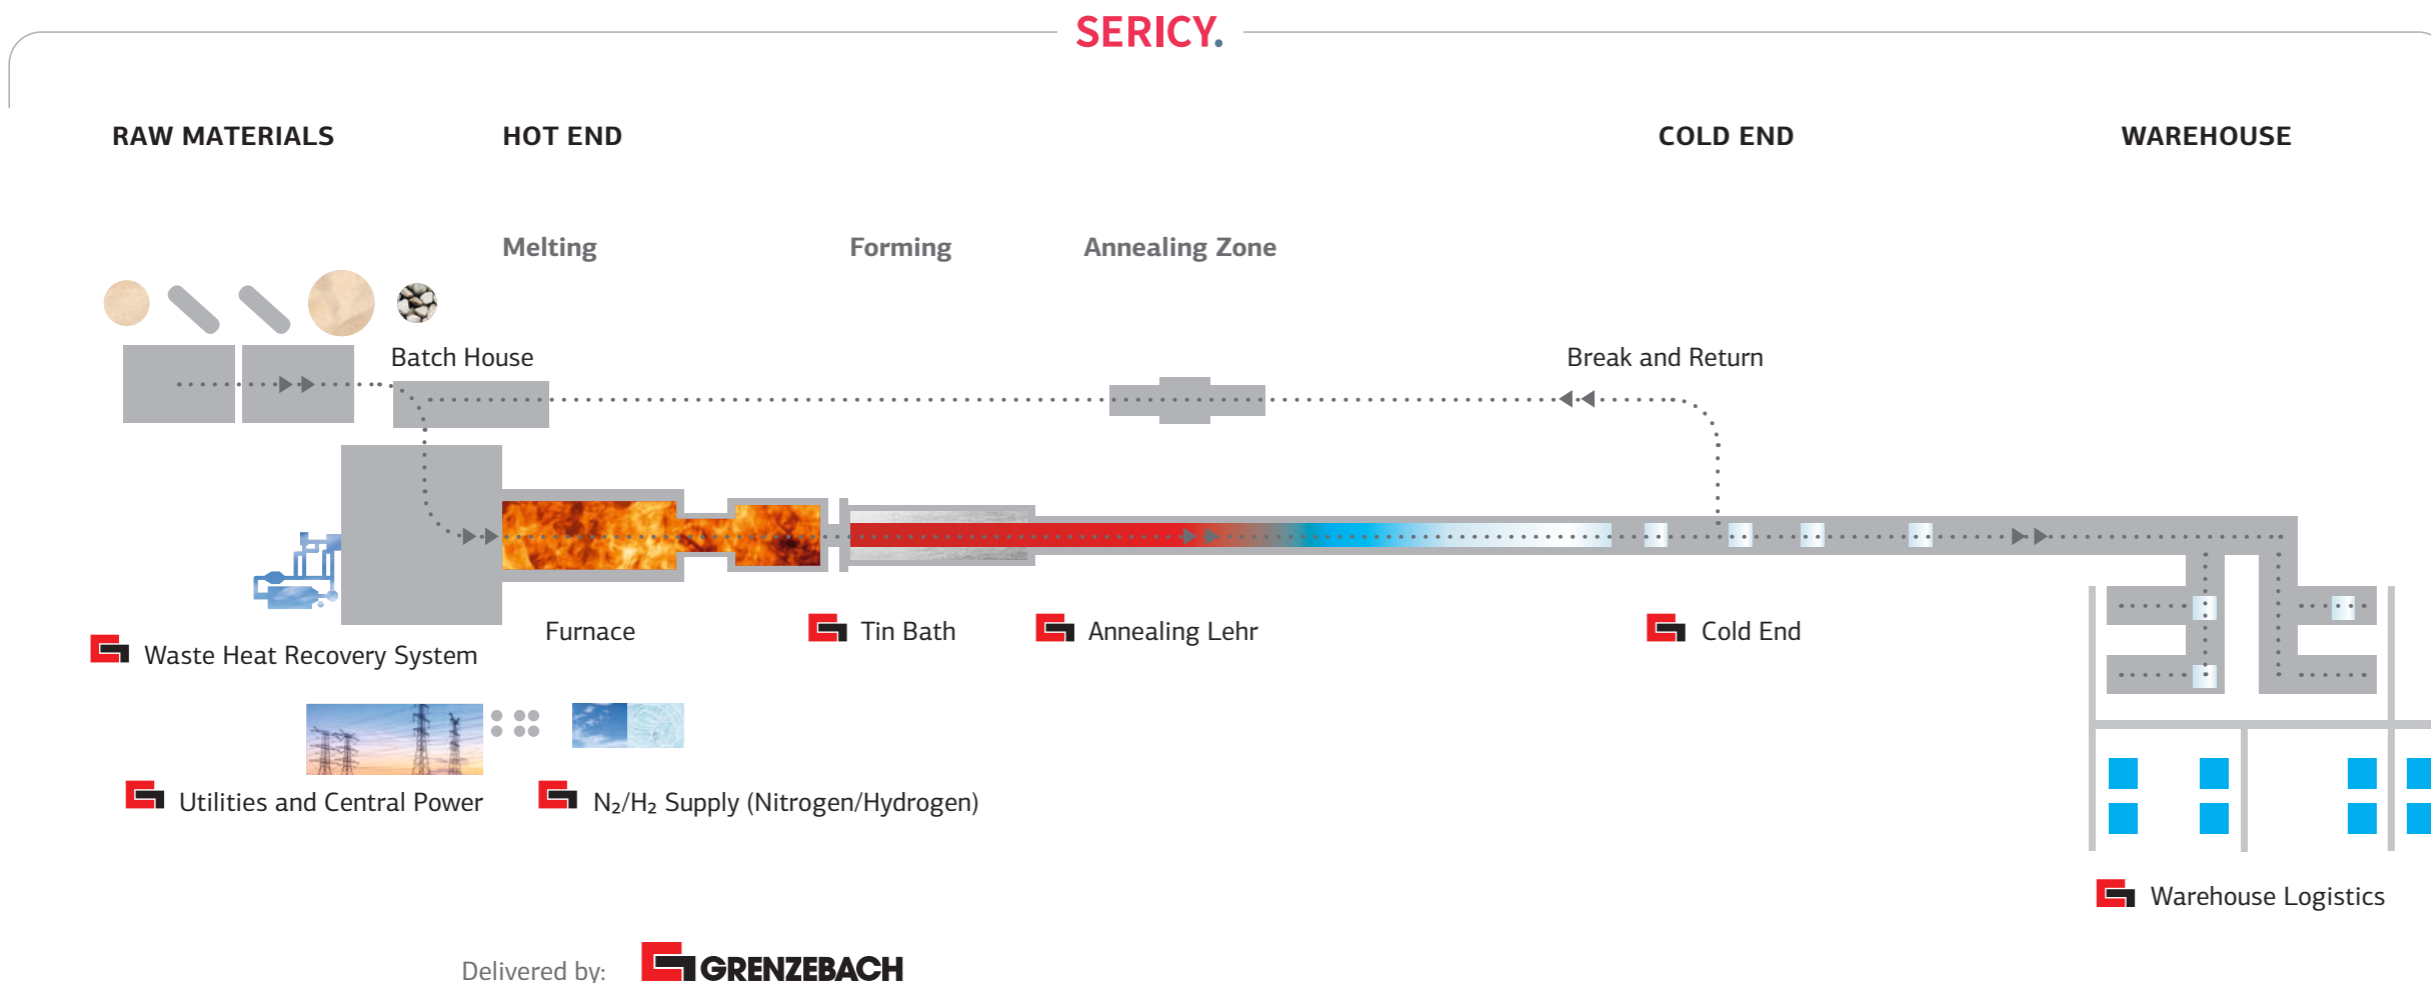 SERICY.
RAW MATERIALS
HOT END
COLD END
WAREHOUSE
Melting
Forming
Annealing Zone
Batch House
Break and Return
Furnace
Tin Bath
Annealing Lehr
Cold End
Waste Heat Recovery System
Utilities and Central Power
N₂/H₂ Supply (Nitrogen/Hydrogen)
Warehouse Logistics
Delivered by:
GRENZEBACH